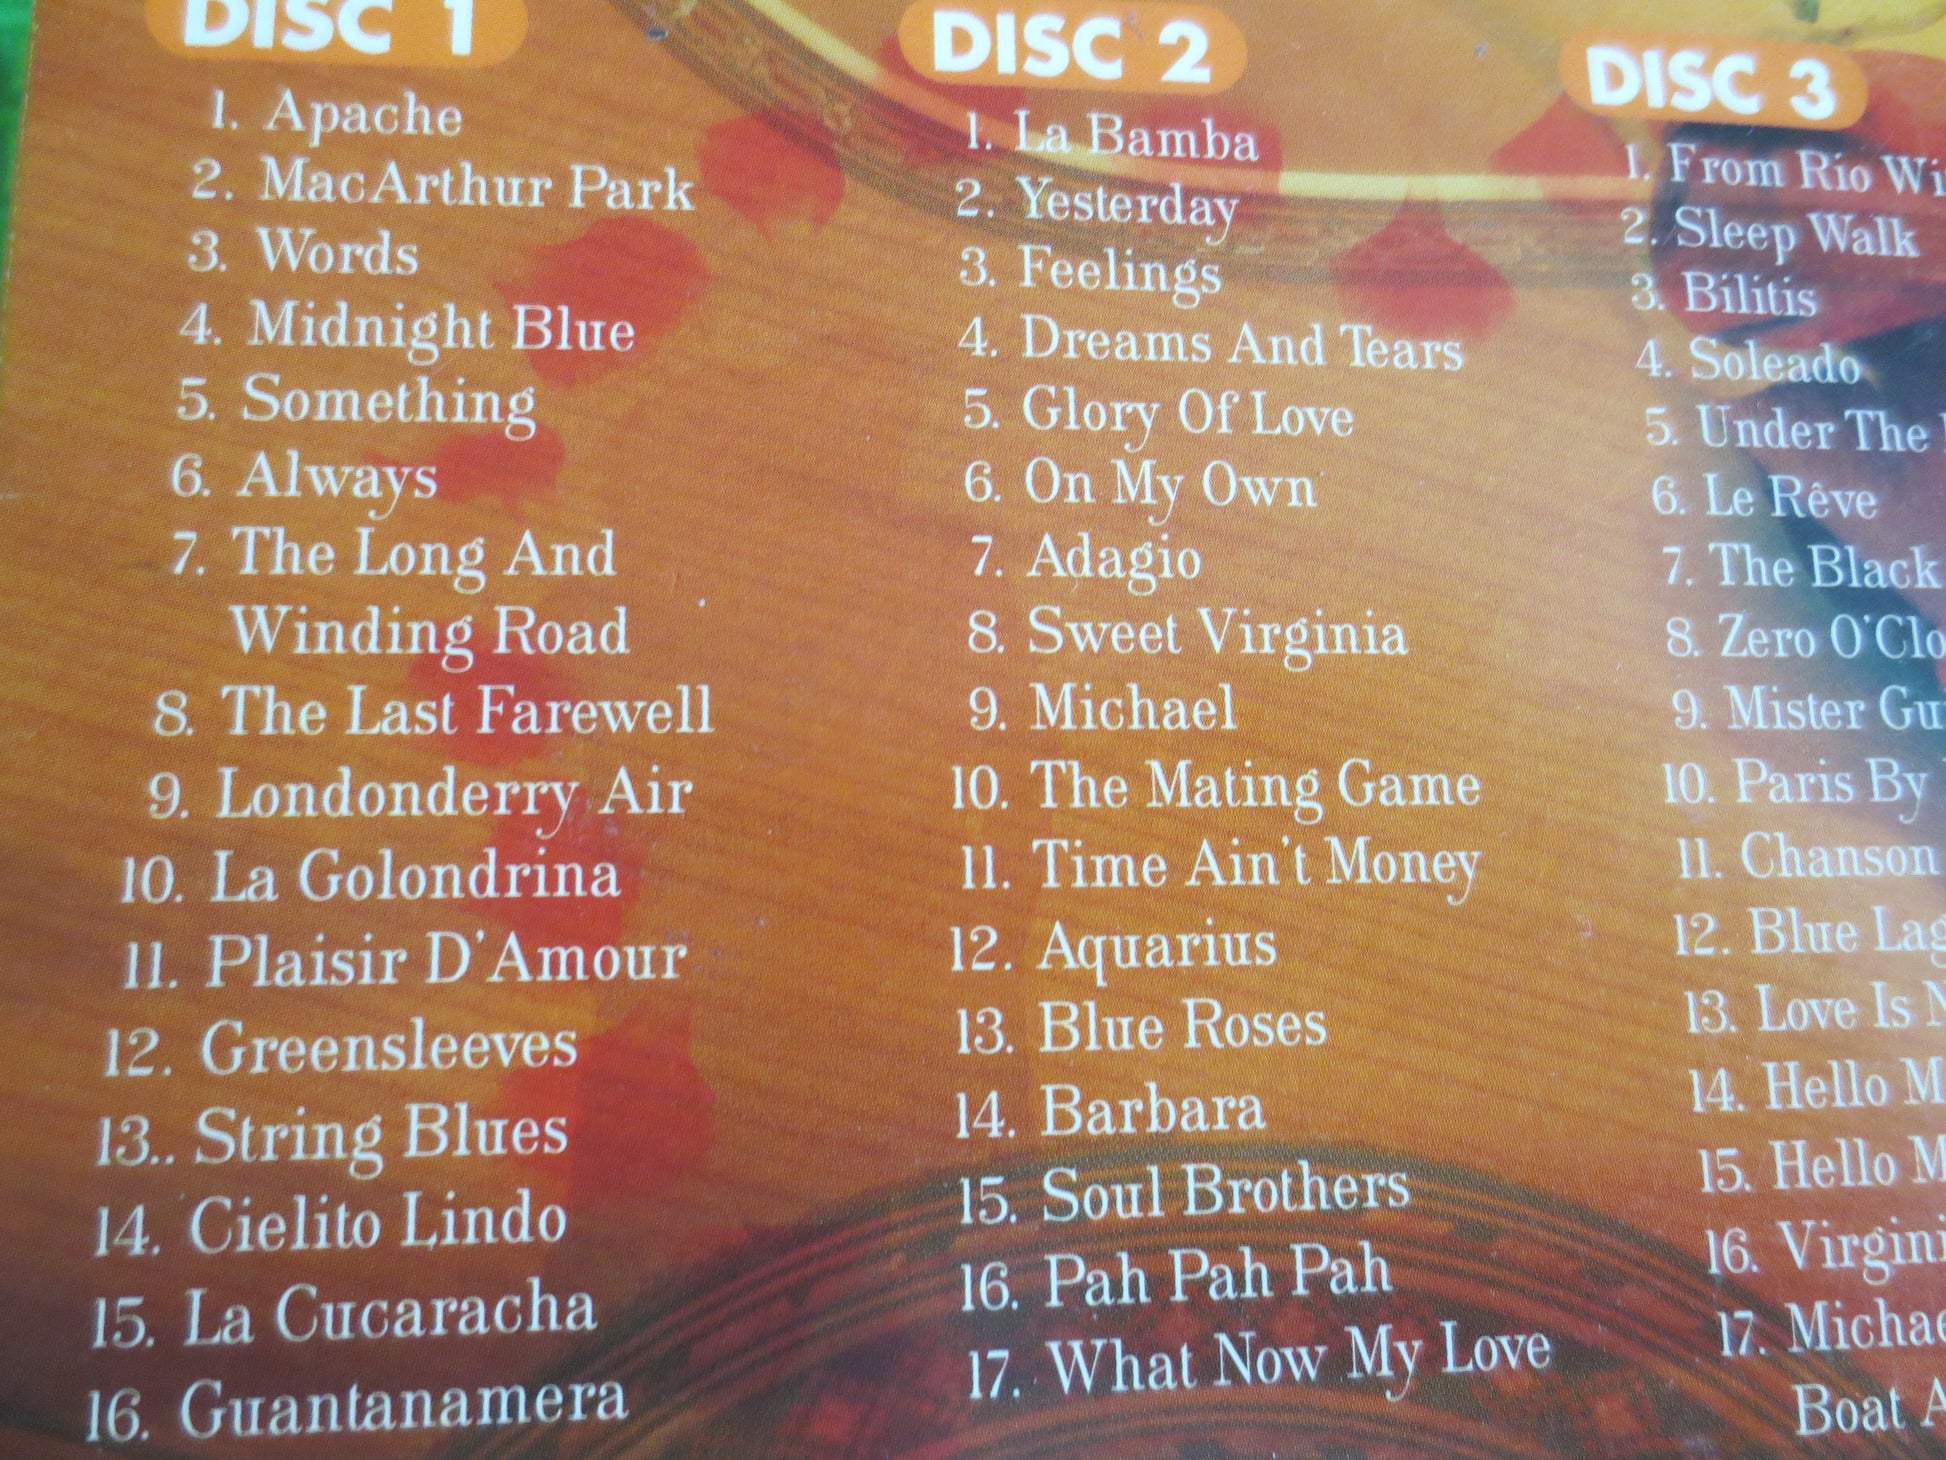 DISC 1
1. Apache
2. MacArthur Park
3. Words
4. Midnight Blue
5. Something
6. Always
7. The Long And
Winding Road
8. The Last Farewell
9. Londonderry Air
10. La Golondrina
11. Plaisir D'Amour
12. Greensleeves
13.. String Blues
14. Cielito Lindo
15. La Cucaracha
16. Guantanamera
DISC 2
1. La Bamba
2. Yesterday
3. Feelings
4. Dreams And Tears
5. Glory Of Love
6. On My Own
7. Adagio
8. Sweet Virginia
9. Michael
10. The Mating Game
11. Time Ain't Money
12. Aquarius
13. Blue Roses
14. Barbara
15. Soul Brothers
16. Pah Pah Pah
17. What Now My Love
DISC 3
1. From Rio
2. Sleep Walk
3. Bilitis
4. Soleado
5. Under The
6. Le Rêve
7. The Black
8. Zero
9. Mister
10. Paris By
11. Chanson
12. Blue
13. Love Is
14. Hello
15. Hello
16.
17.
Boat